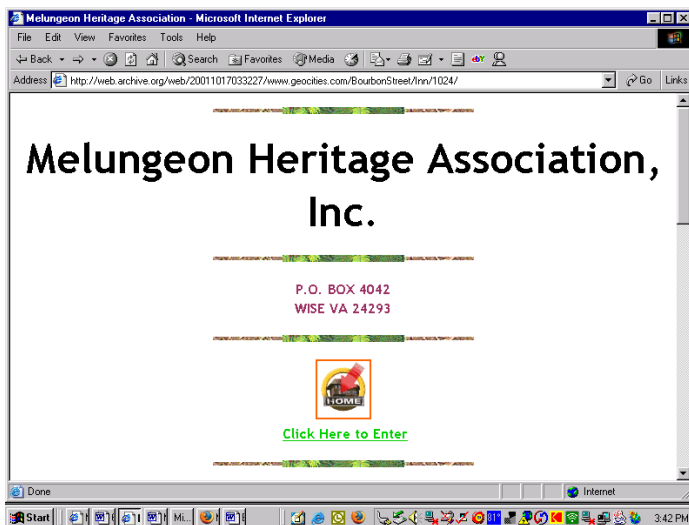 Melungeon Heritage Association - Microsoft Internet Explorer
File Edit View Favorites Tools Help
Back Search Favorites Media
Address http://web.archive.org/web/20011017033227/www.geocities.com/BourbonStreet/Inn/1024/ Go Links
Melungeon Heritage Association,
Inc.
P.O. BOX 4042
WISE VA 24293
HOME
Click Here to Enter
Done Internet
Start Mi... 81° 3:42 PM